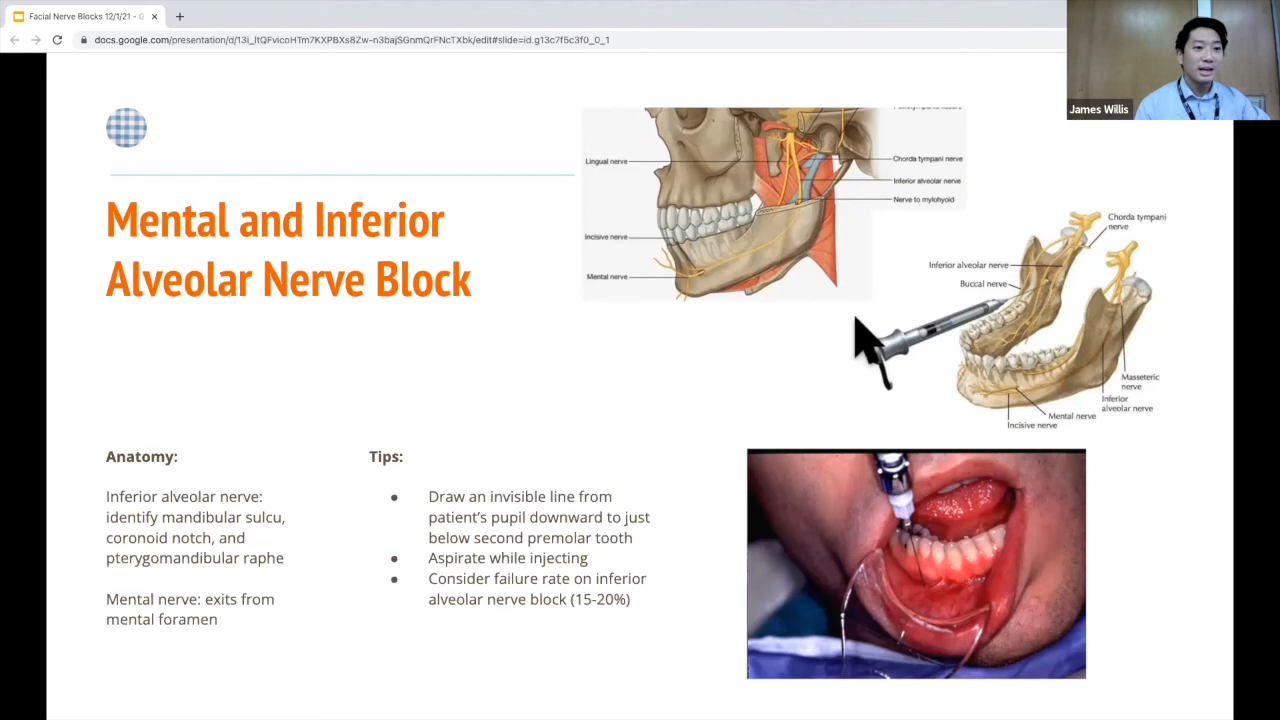 Facial Nerve Blocks 12/1/21 - G
docs.google.com/presentation/d/13i_ltQFvicoHTm7KXPBXs8Zw-n3bajSGnmQrFNcTXbk/edit#slide=id.g13c7f5c3f0_0_1
James Willis
Mental and Inferior
Alveolar Nerve Block
Lingual nerve
Incisive nerve
Mental nerve
Chorda tympani nerve
Inferior alveolar nerve
Nerve to mylohyoid
Chorda tympani
nerve
Inferior alveolar nerve
Buccal nerve
Masseteric
nerve
Inferior
alveolar nerve
Mental nerve
Incisive nerve
Anatomy:
Inferior alveolar nerve:
identify mandibular sulcu,
coronoid notch, and
pterygomandibular raphe
Mental nerve: exits from
mental foramen
Tips:
● Draw an invisible line from
patient's pupil downward to just
below second premolar tooth
● Aspirate while injecting
● Consider failure rate on inferior
alveolar nerve block (15-20%)